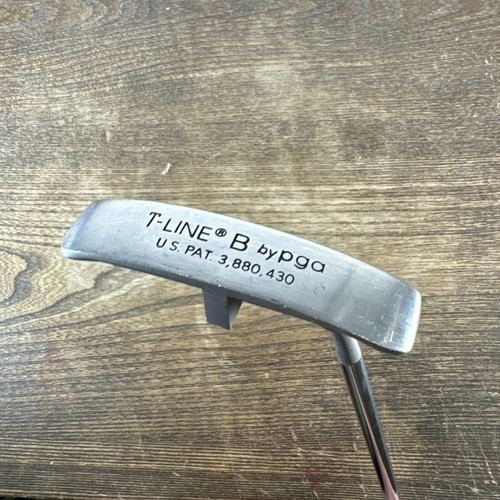 T-LINE® B by pga
U.S. PAT. 3,880,430